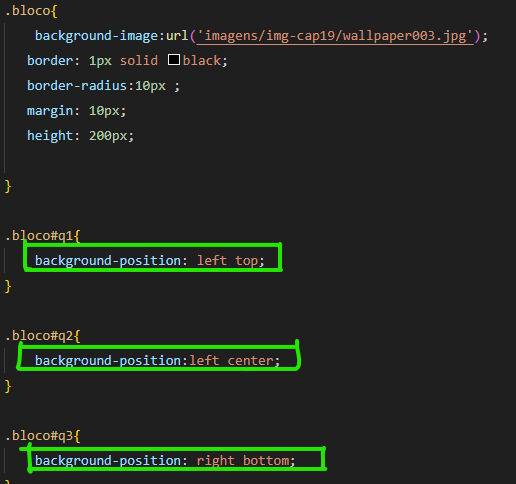 .bloco{
background-image:url('imagens/img-cap19/wallpaper003.jpg');
border: 1px solid black;
border-radius:10px ;
margin: 10px;
height: 200px;
}
.bloco#q1{
background-position: left top;
}
.bloco#q2{
background-position:left center;
}
.bloco#q3{
background-position: right bottom;
}